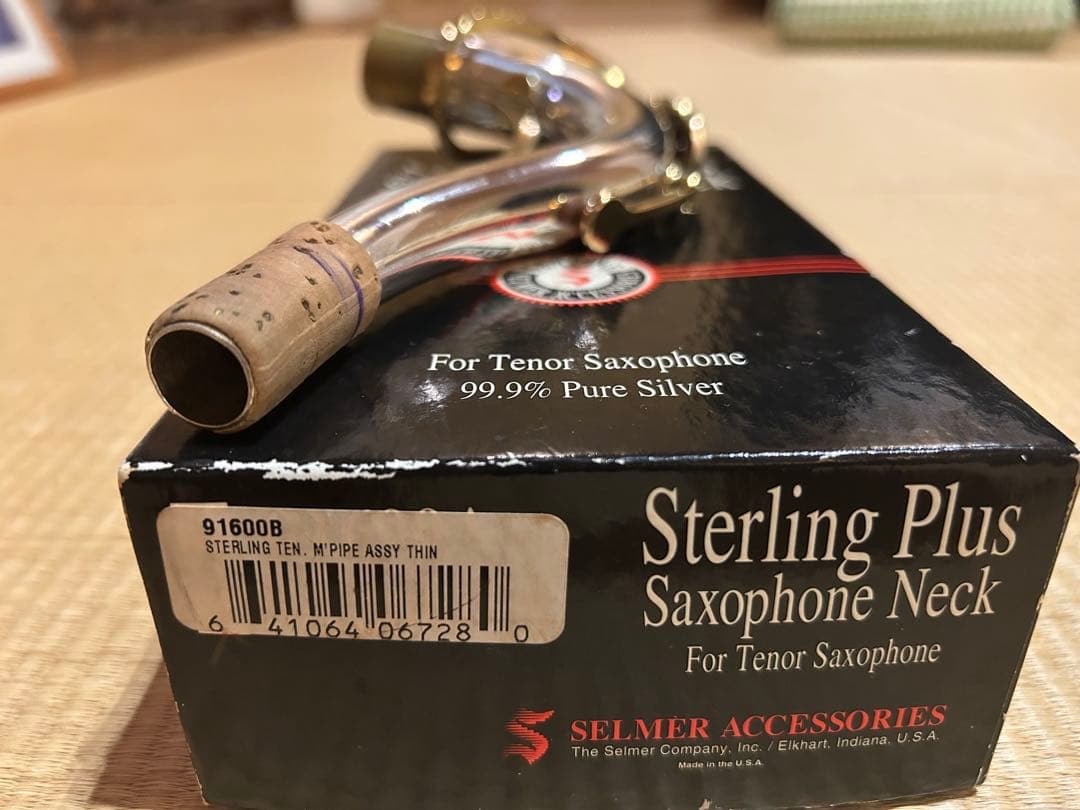 For Tenor Saxophone
99.9% Pure Silver
91600B
STERLING TEN. M'PIPE ASSY THIN
6 41064 06728 0
Sterling Plus
Saxophone Neck
For Tenor Saxophone
SELMER ACCESSORIES
The Selmer Company, Inc. / Elkhart, Indiana, U.S.A.
Made in the U.S.A.